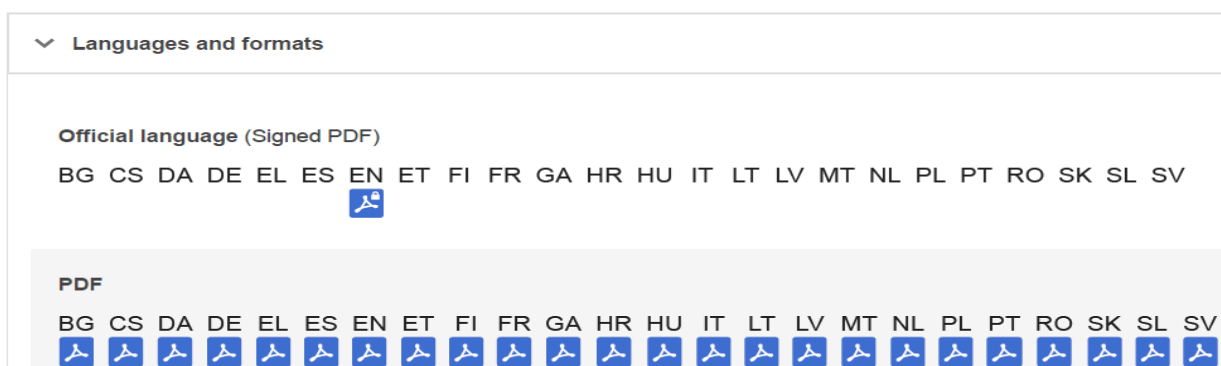 Languages and formats
Official language (Signed PDF)
BG CS DA DE EL ES EN ET FI FR GA HR HU IT LT LV MT NL PL PT RO SK SL SV
PDF
BG CS DA DE EL ES EN ET FI FR GA HR HU IT LT LV MT NL PL PT RO SK SL SV